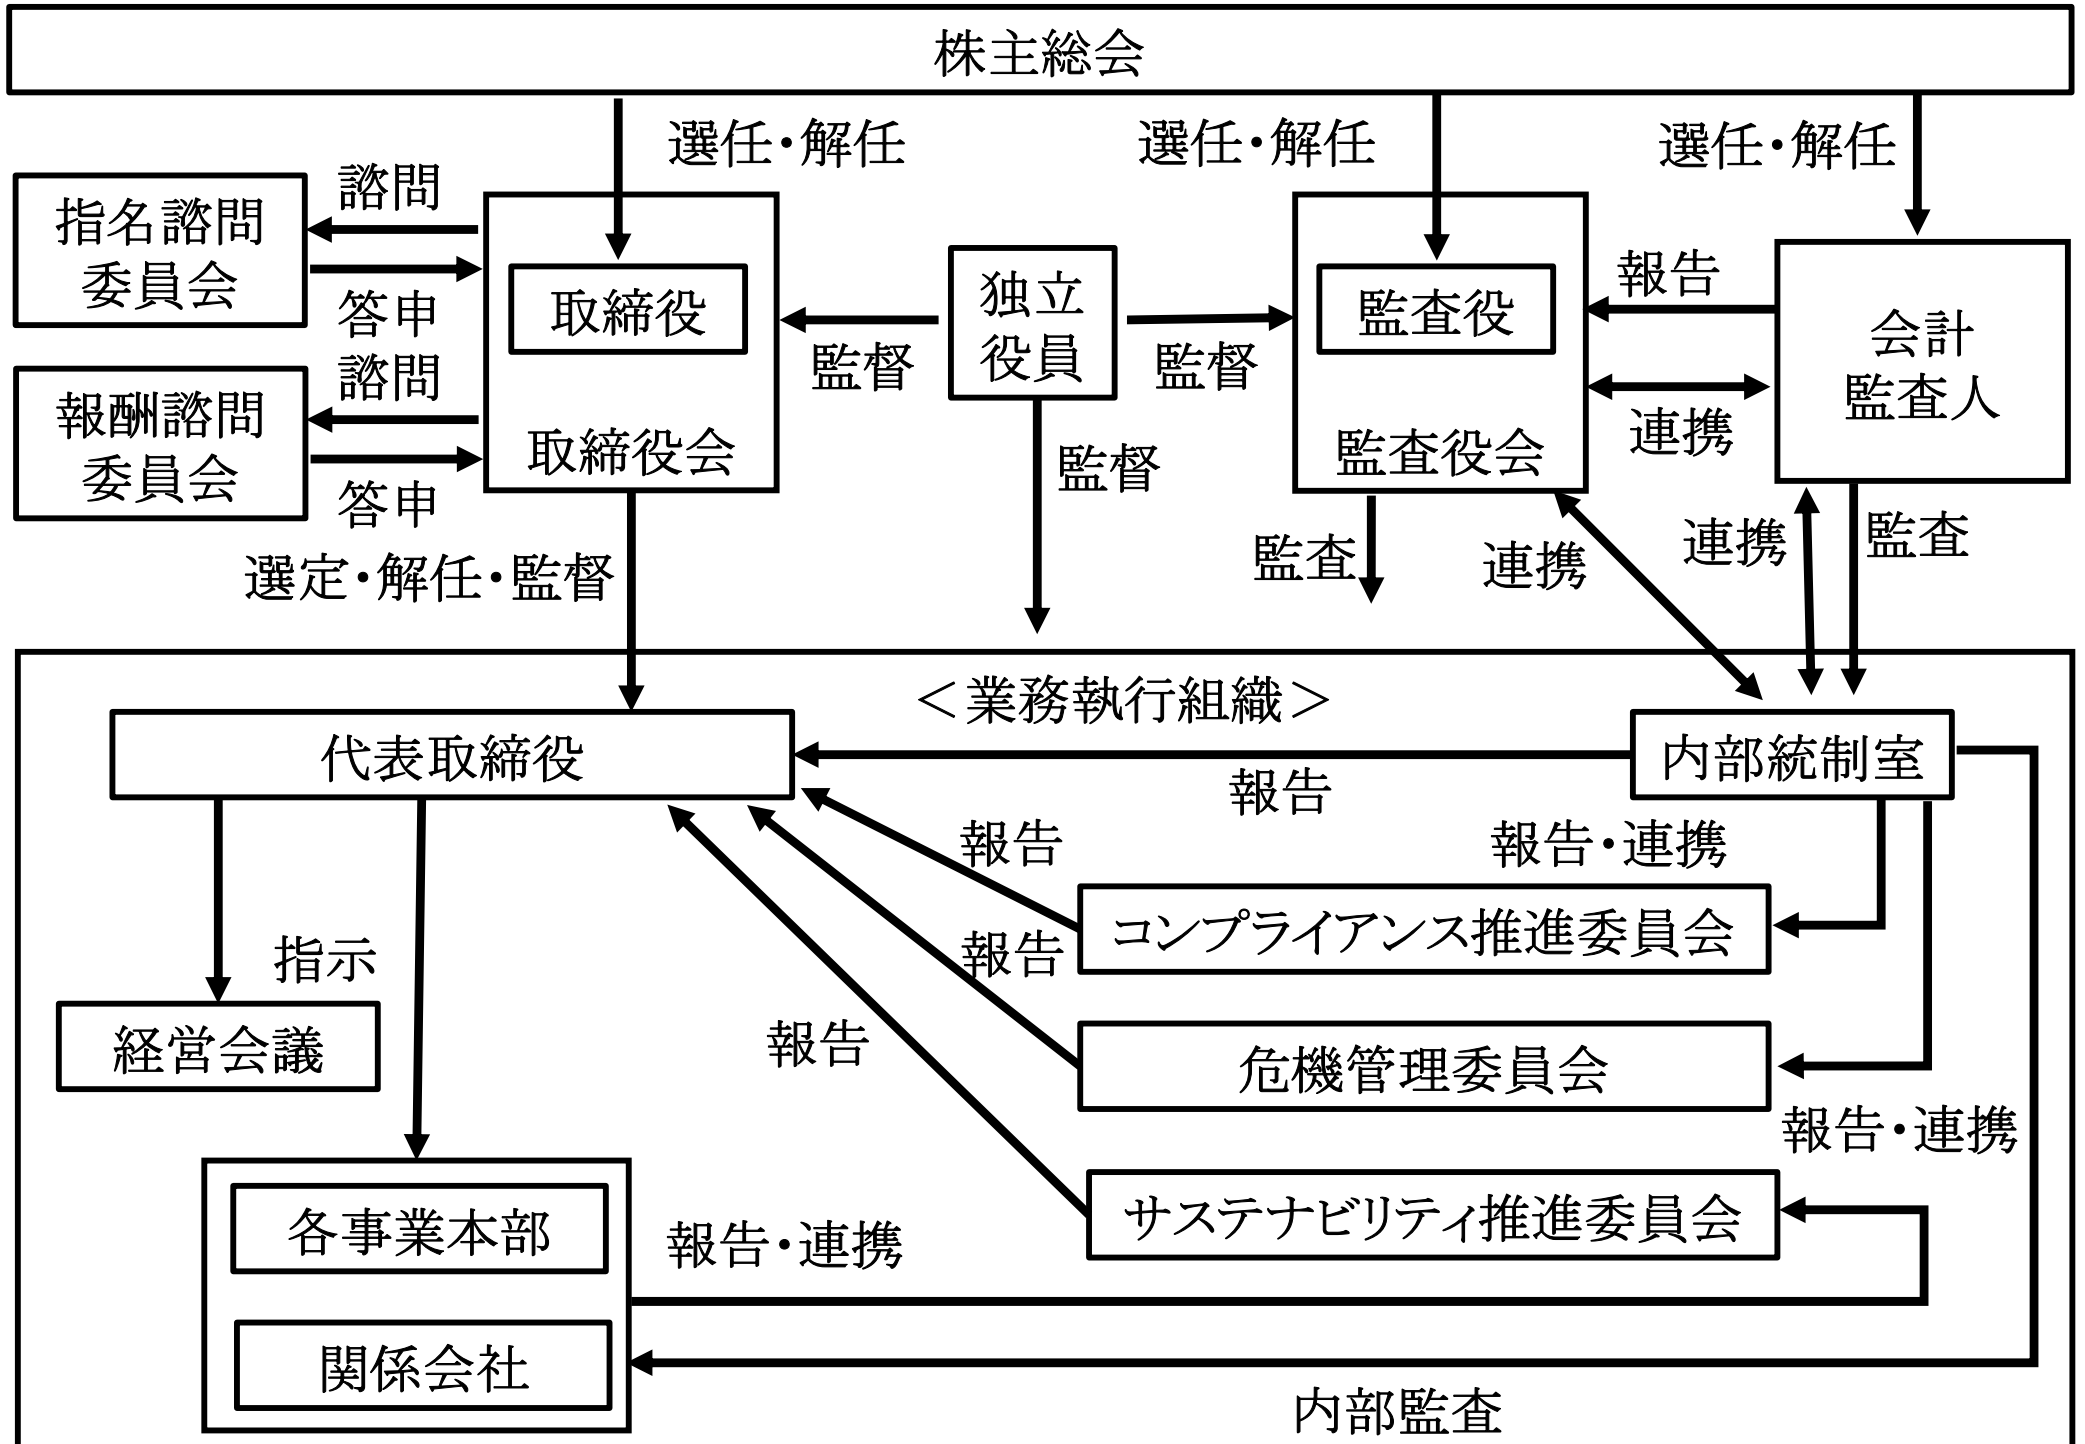 株主総会
選任・解任
選任・解任
選任・解任
指名諮問
委員会
諮問
答申
報酬諮問
委員会
諮問
答申
取締役
取締役会
独立
役員
監督
監督
監督
監査役
監査役会
報告
連携
会計
監査人
選定・解任・監督
監査
連携
連携
監査
＜業務執行組織＞
代表取締役
内部統制室
報告
報告
報告・連携
コンプライアンス推進委員会
報告
指示
経営会議
報告
危機管理委員会
報告・連携
サステナビリティ推進委員会
各事業本部
報告・連携
関係会社
内部監査